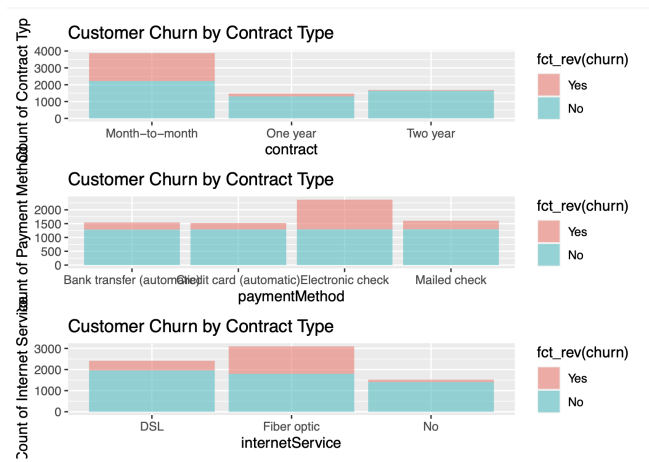 Customer Churn by Contract Type
Count of Contract Typ
4000
3000
2000
1000
0
Month−to−month
One year
Two year
contract
fct_rev(churn)
Yes
No
Customer Churn by Contract Type
ount of Payment Method
2000
1500
1000
500
0
Bank transfer (automatic)
Credit card (automatic)
Electronic check
Mailed check
paymentMethod
fct_rev(churn)
Yes
No
Customer Churn by Contract Type
Count of Internet Service
3000
2000
1000
0
DSL
Fiber optic
No
internetService
fct_rev(churn)
Yes
No